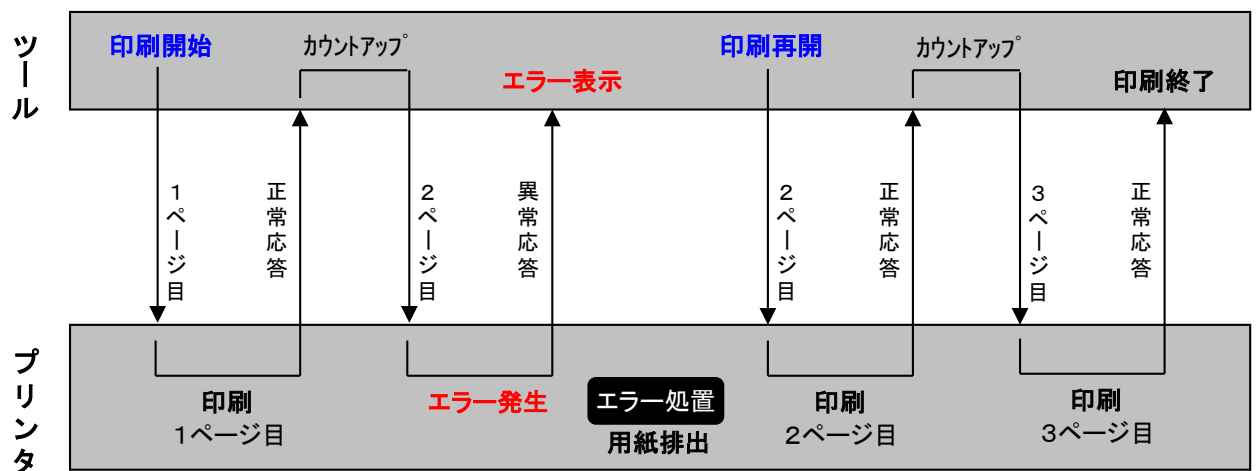 ツール
印刷開始
カウントアップ
エラー表示
印刷再開
カウントアップ
印刷終了
1ページ目
正常応答
2ページ目
異常応答
2ページ目
正常応答
3ページ目
正常応答
プリンタ
印刷
1ページ目
エラー発生
エラー処置
用紙排出
印刷
2ページ目
印刷
3ページ目